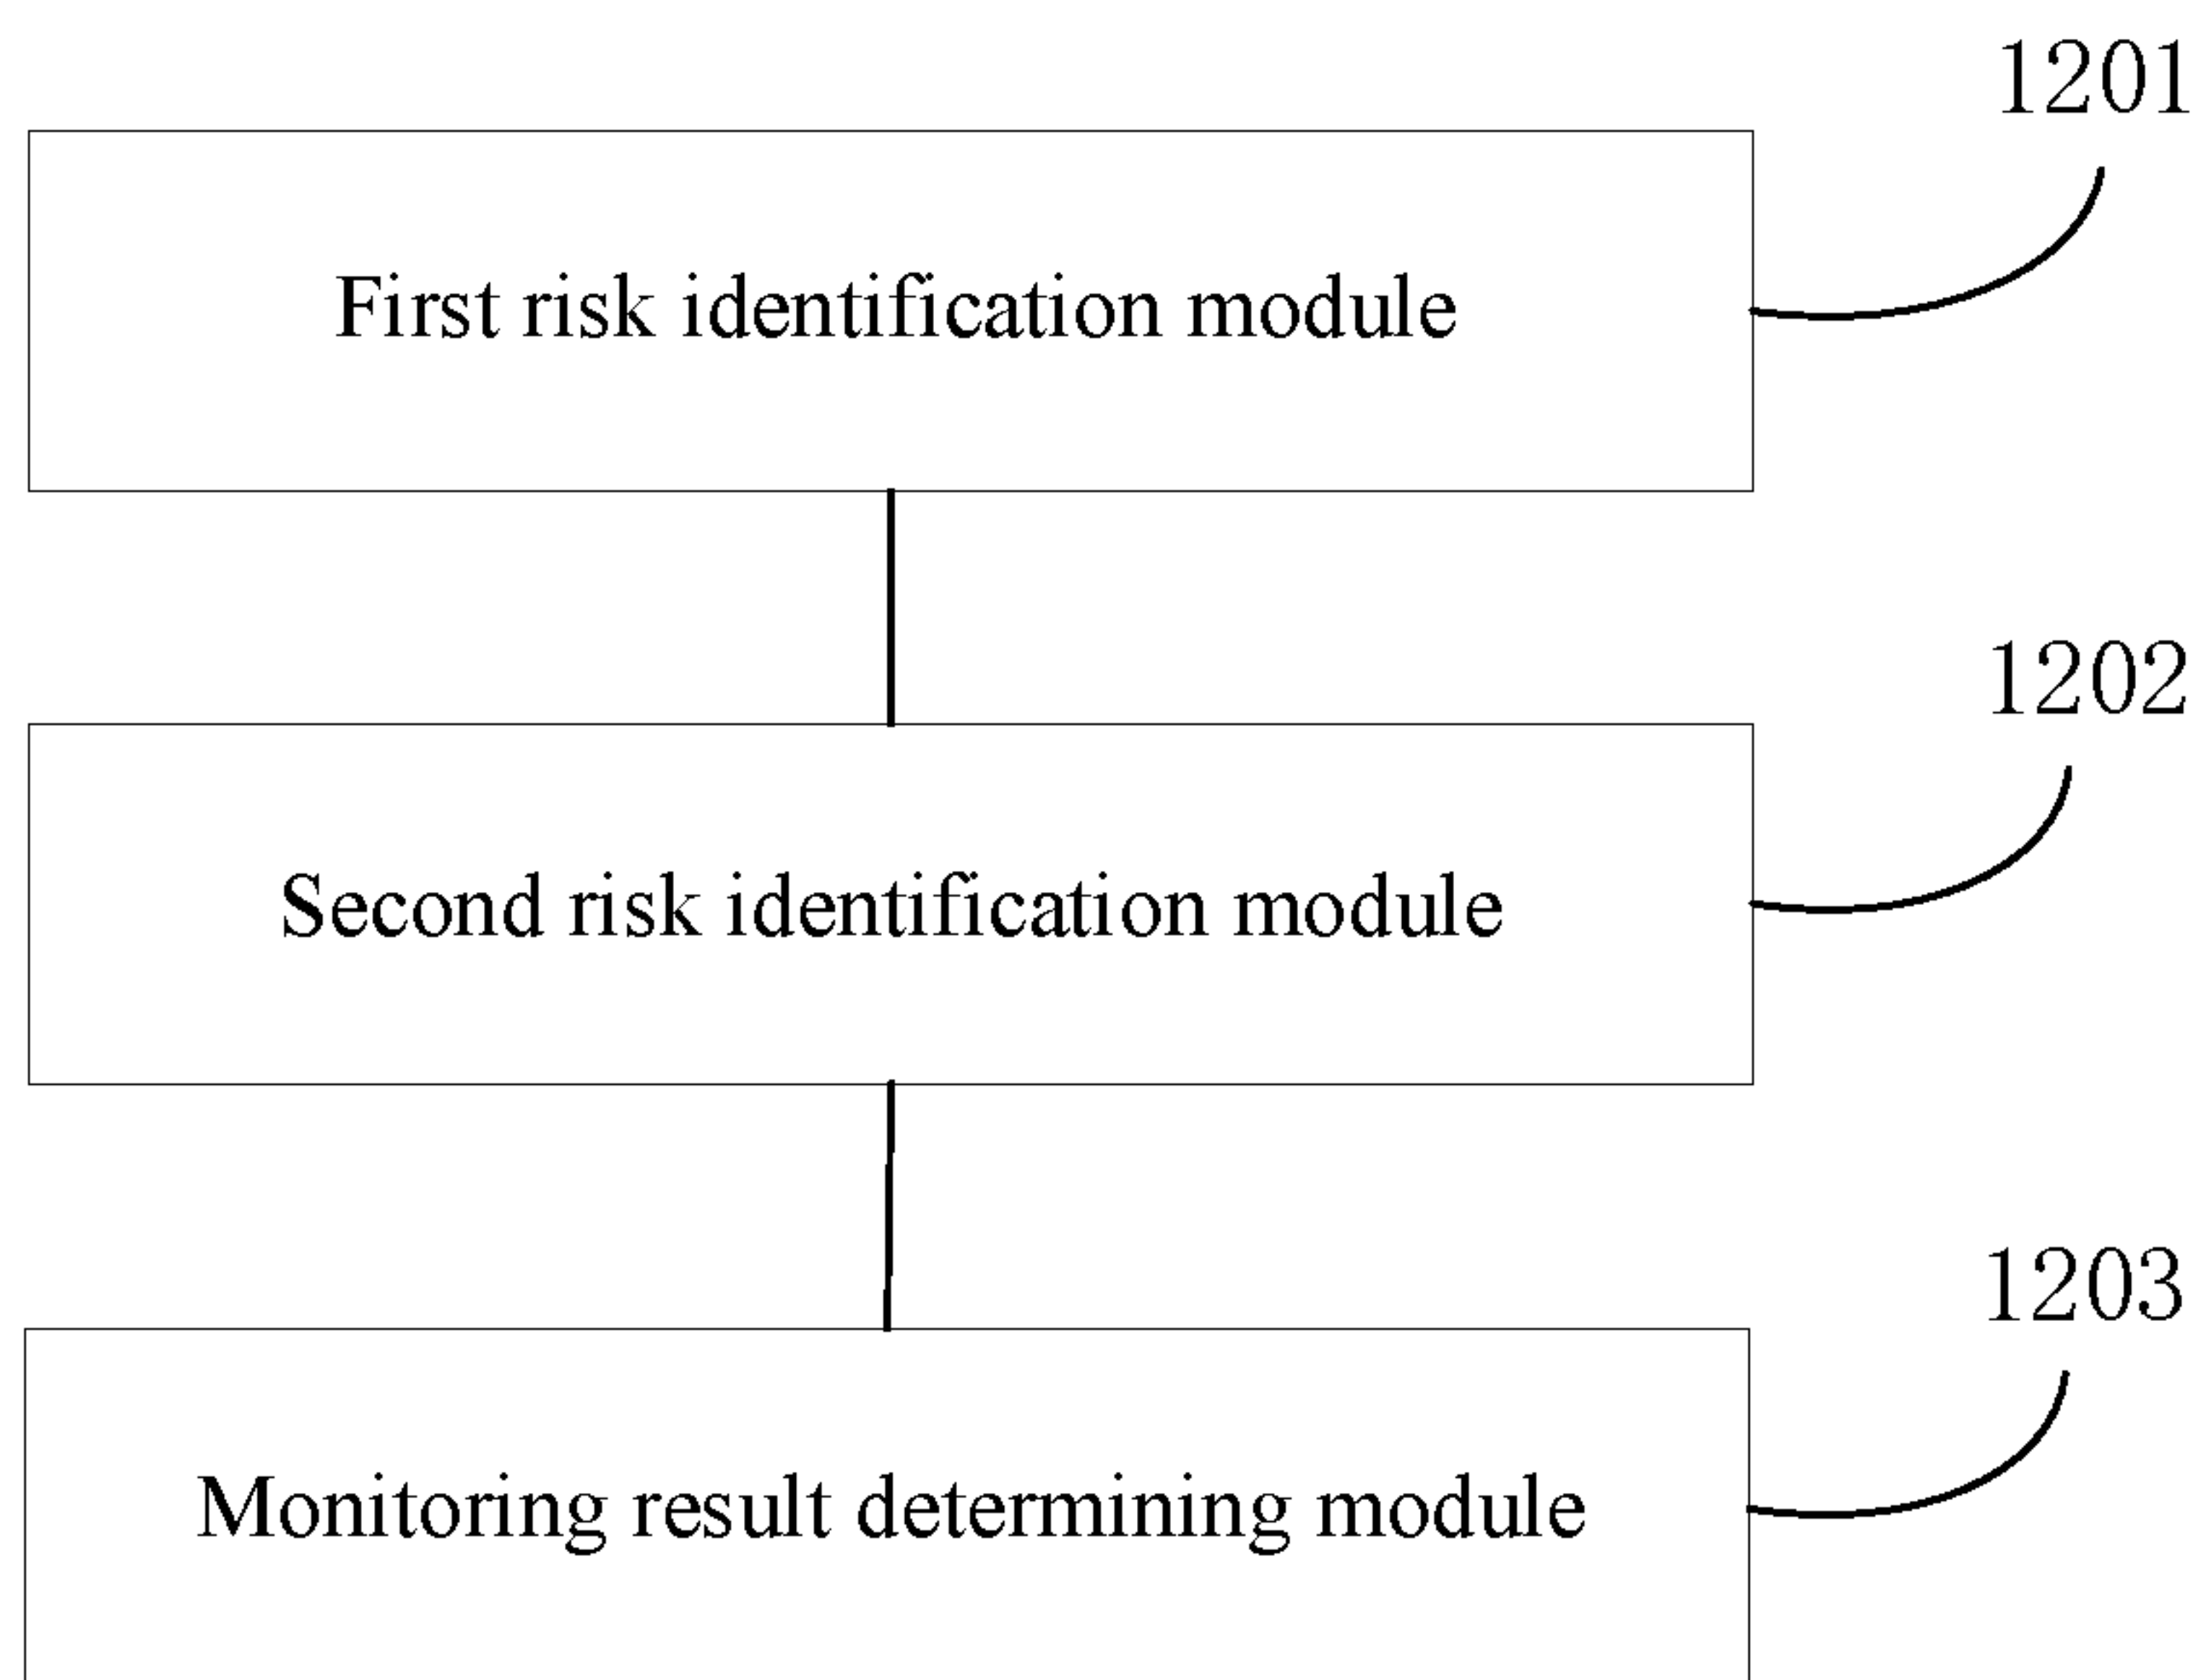 1201
First risk identification module
1202
Second risk identification module
1203
Monitoring result determining module